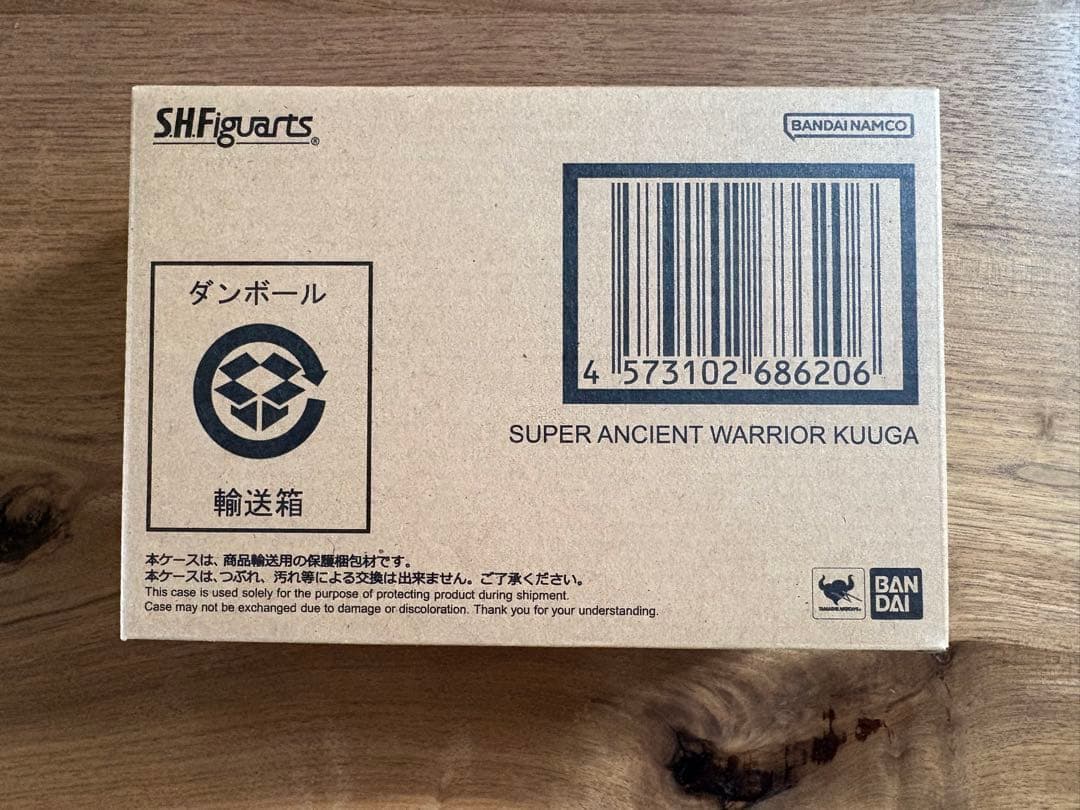 S.H.Figuarts®
BANDAI NAMCO
4 573102 686206
SUPER ANCIENT WARRIOR KUUGA
ダンボール
輸送箱
本ケースは、商品輸送用の保護梱包材です。
本ケースは、つぶれ、汚れ等による交換は出来ません。ご了承ください。
This case is used solely for the purpose of protecting product during shipment.
Case may not be exchanged due to damage or discoloration. Thank you for your understanding.
TAMASHII NATIONS
BAN
DAI